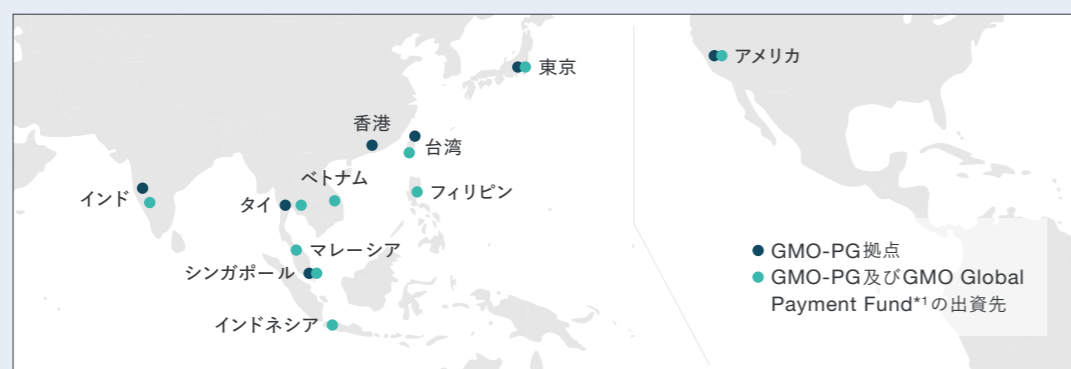 アメリカ
東京
香港
台湾
ベトナム
インド
タイ
フィリピン
マレーシア
シンガポール
インドネシア
GMO-PG拠点
GMO-PG及びGMO Global
Payment Fund*1の出資先